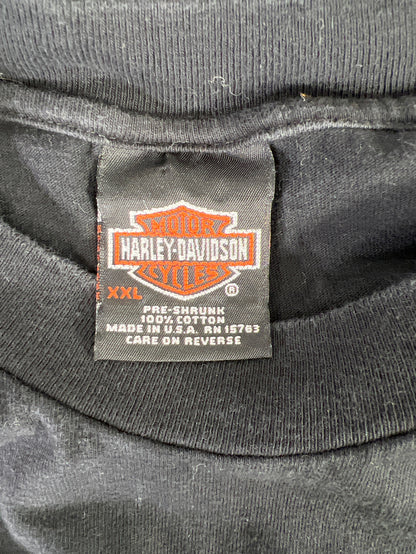 MOTOR
HARLEY-DAVIDSON
CYCLES
XXL ®
PRE-SHRUNK
100% COTTON
MADE IN U.S.A. RN 15763
CARE ON REVERSE